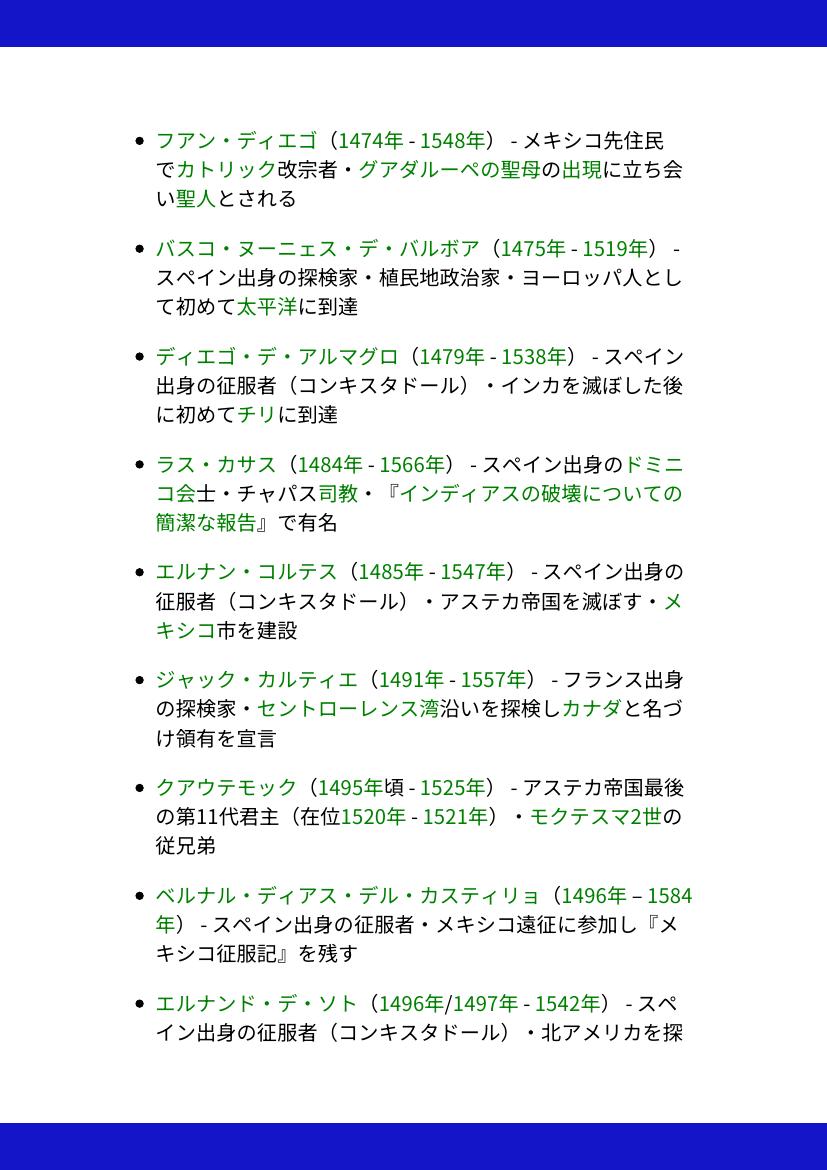 • フアン・ディエゴ（1474年 - 1548年） - メキシコ先住民
でカトリック改宗者・グアダルーペの聖母の出現に立ち会
い聖人とされる
• バスコ・ヌーニェス・デ・バルボア（1475年 - 1519年） -
スペイン出身の探検家・植民地政治家・ヨーロッパ人とし
て初めて太平洋に到達
• ディエゴ・デ・アルマグロ（1479年 - 1538年） - スペイン
出身の征服者（コンキスタドール）・インカを滅ぼした後
に初めてチリに到達
• ラス・カサス（1484年 - 1566年） - スペイン出身のドミニ
コ会士・チャパス司教・『インディアスの破壊についての
簡潔な報告』で有名
• エルナン・コルテス（1485年 - 1547年） - スペイン出身の
征服者（コンキスタドール）・アステカ帝国を滅ぼす・メ
キシコ市を建設
• ジャック・カルティエ（1491年 - 1557年） - フランス出身
の探検家・セントローレンス湾沿いを探検しカナダと名づ
け領有を宣言
• クアウテモック（1495年頃 - 1525年） - アステカ帝国最後
の第11代君主（在位1520年 - 1521年）・モクテスマ2世の
従兄弟
• ベルナル・ディアス・デル・カスティリョ（1496年 – 1584
年） - スペイン出身の征服者・メキシコ遠征に参加し『メ
キシコ征服記』を残す
• エルナンド・デ・ソト（1496年/1497年 - 1542年） - スペ
イン出身の征服者（コンキスタドール）・北アメリカを探